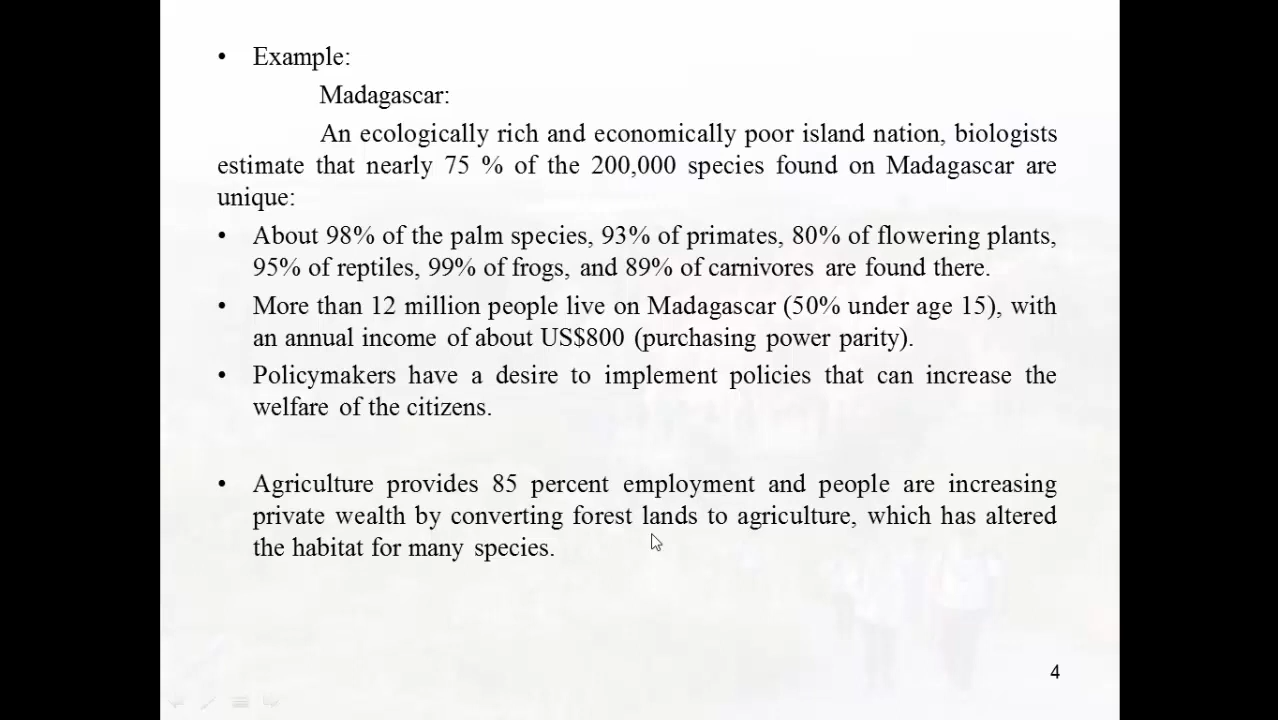 • Example:
Madagascar:
An ecologically rich and economically poor island nation, biologists
estimate that nearly 75 % of the 200,000 species found on Madagascar are
unique:
• About 98% of the palm species, 93% of primates, 80% of flowering plants,
95% of reptiles, 99% of frogs, and 89% of carnivores are found there.
• More than 12 million people live on Madagascar (50% under age 15), with
an annual income of about US$800 (purchasing power parity).
• Policymakers have a desire to implement policies that can increase the
welfare of the citizens.
• Agriculture provides 85 percent employment and people are increasing
private wealth by converting forest lands to agriculture, which has altered
the habitat for many species.
4